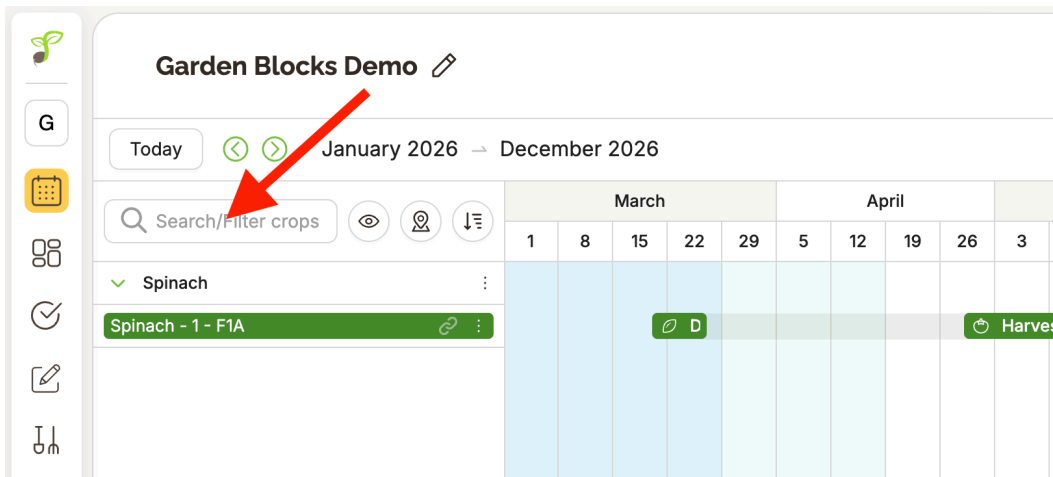 Garden Blocks Demo
G
Today
January 2026 → December 2026
Search/Filter crops
March
April
1 8 15 22 29 5 12 19 26 3
Spinach
Spinach - 1 - F1A
D
Harves